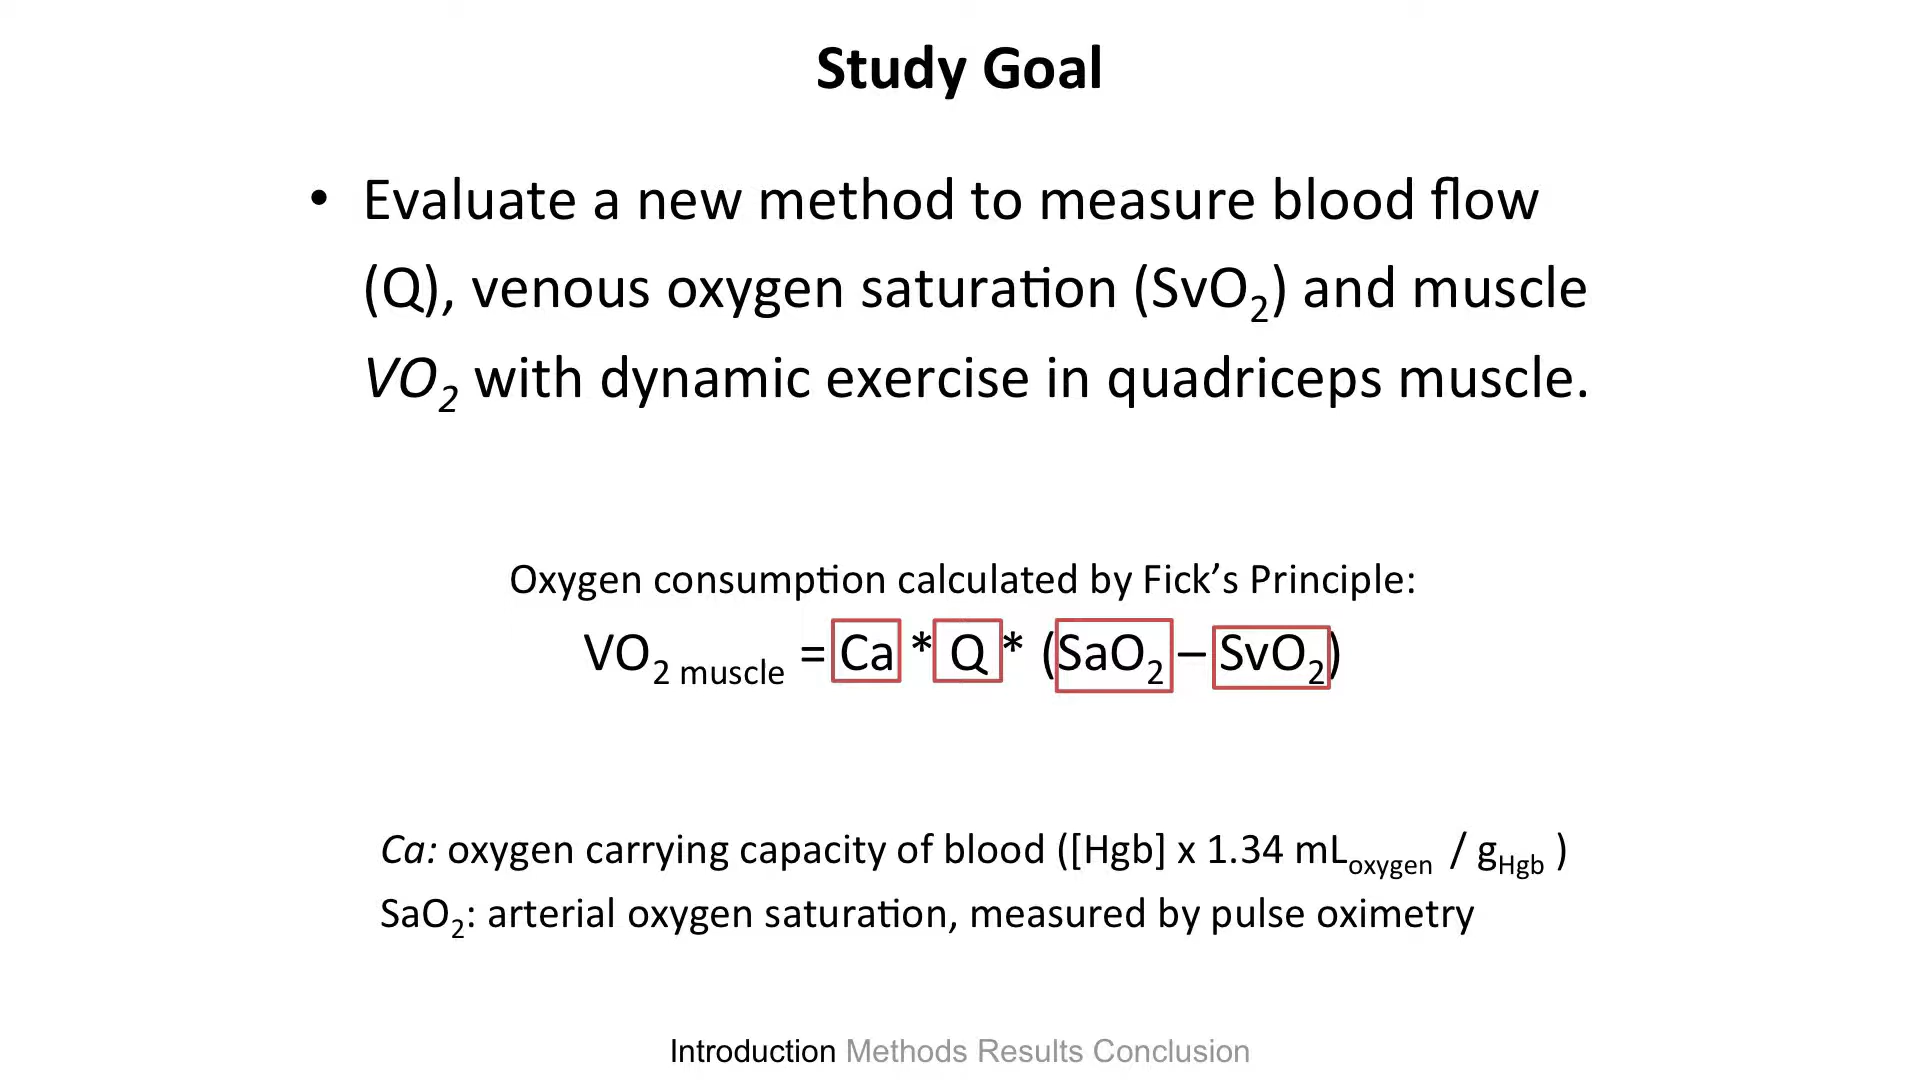 Study Goal
• Evaluate a new method to measure blood flow
(Q), venous oxygen saturation (SvO₂) and muscle
VO₂ with dynamic exercise in quadriceps muscle.
Oxygen consumption calculated by Fick’s Principle:
VO₂ muscle = Ca * Q * (SaO₂ – SvO₂)
Ca: oxygen carrying capacity of blood ([Hgb] x 1.34 mLoxygen / gHgb )
SaO₂: arterial oxygen saturation, measured by pulse oximetry
Introduction Methods Results Conclusion